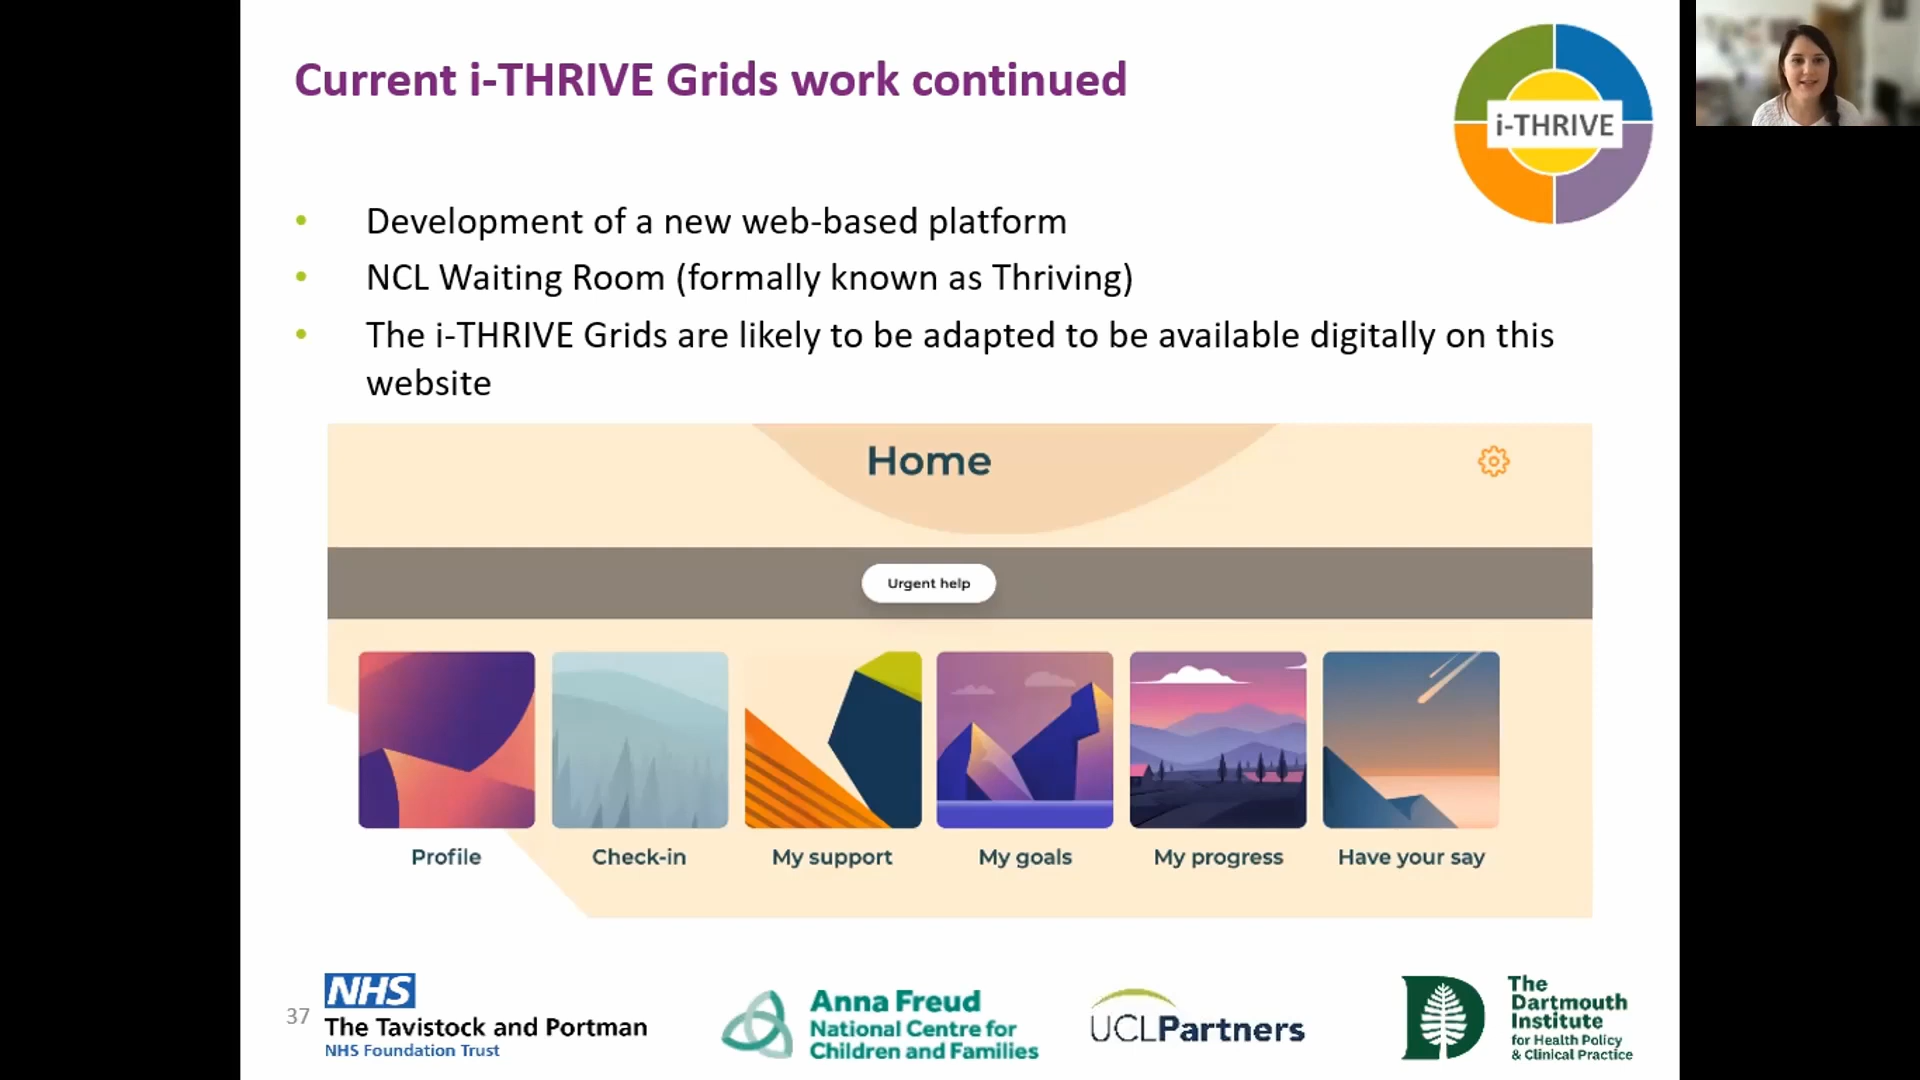 Current i-THRIVE Grids work continued
i-THRIVE
• Development of a new web-based platform
• NCL Waiting Room (formally known as Thriving)
• The i-THRIVE Grids are likely to be adapted to be available digitally on this
website
Home
Urgent help
Profile
Check-in
My support
My goals
My progress
Have your say
37
NHS
The Tavistock and Portman
NHS Foundation Trust
Anna Freud
National Centre for
Children and Families
UCLPartners
The
Dartmouth
Institute
for Health Policy
& Clinical Practice